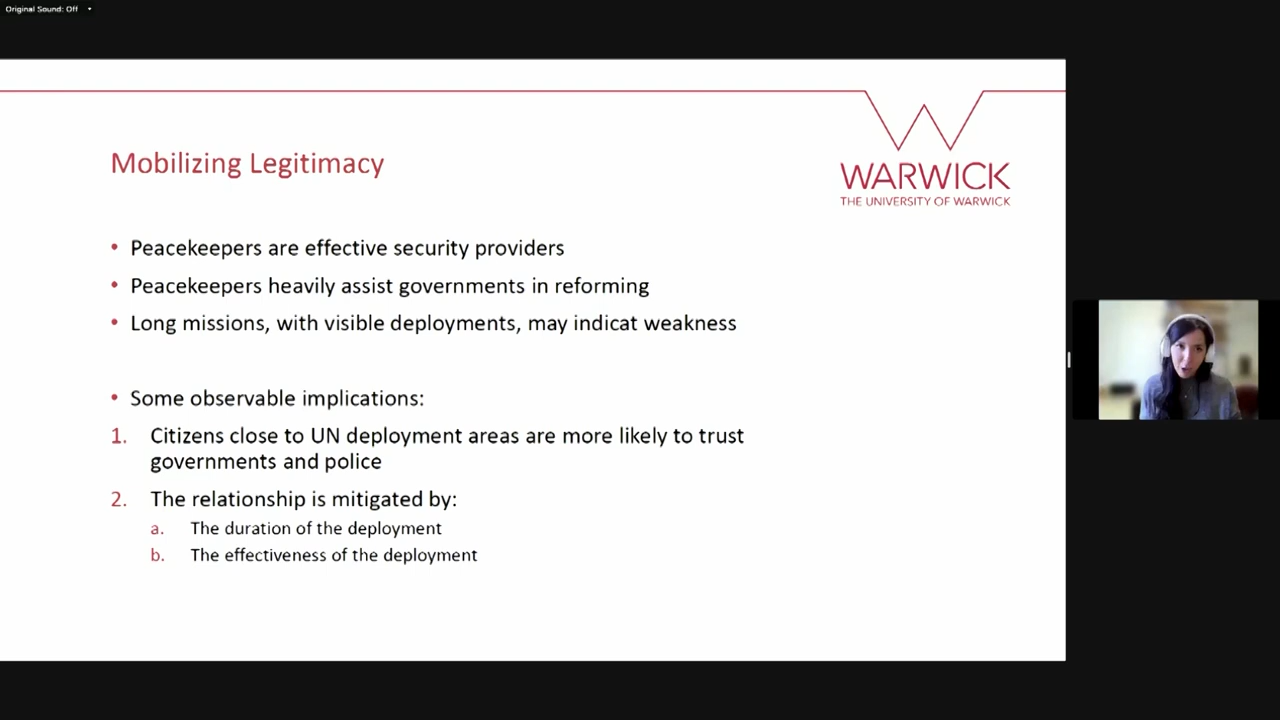 Original Sound: Off
WARWICK
THE UNIVERSITY OF WARWICK
Mobilizing Legitimacy
• Peacekeepers are effective security providers
• Peacekeepers heavily assist governments in reforming
• Long missions, with visible deployments, may indicat weakness
• Some observable implications:
1. Citizens close to UN deployment areas are more likely to trust
governments and police
2. The relationship is mitigated by:
a. The duration of the deployment
b. The effectiveness of the deployment